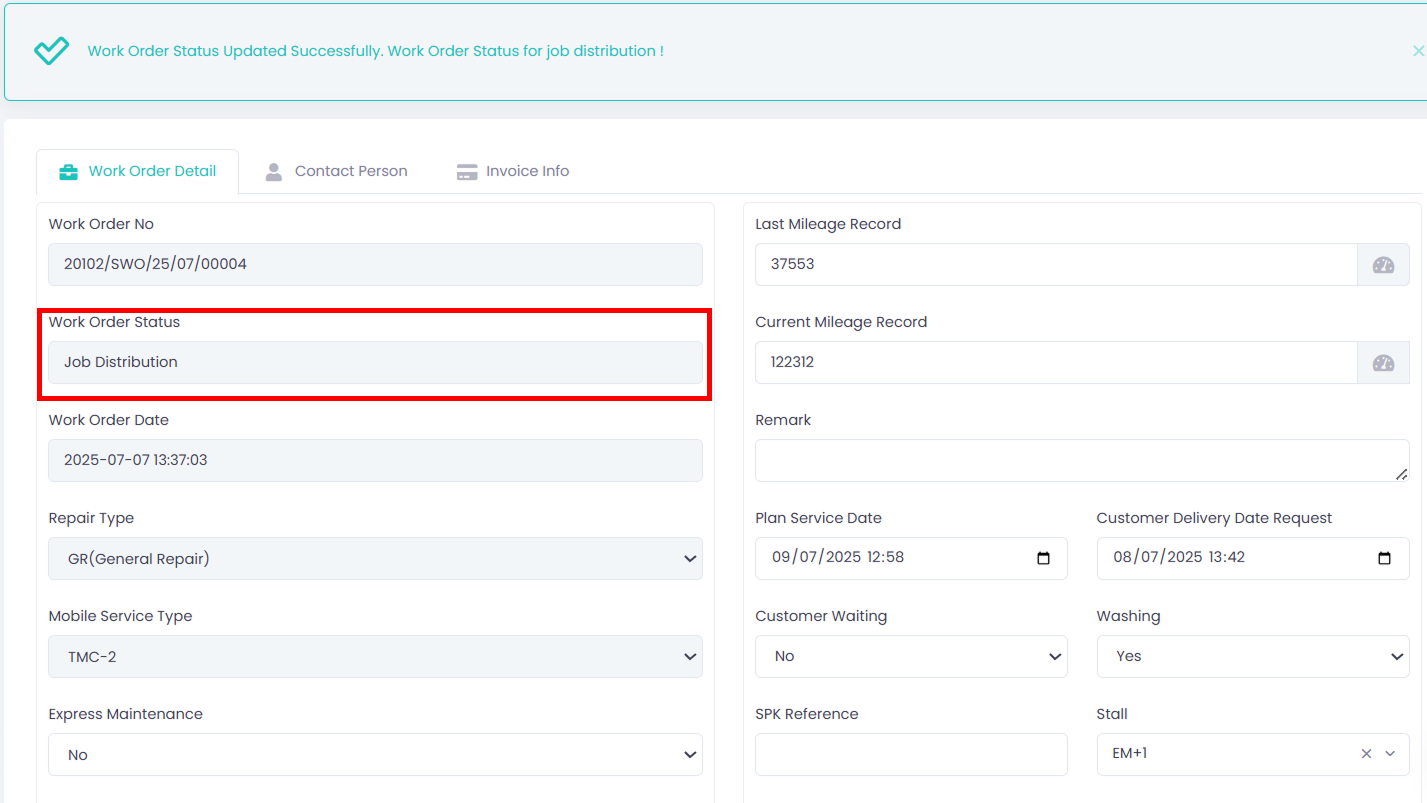 Work Order Status Updated Successfully. Work Order Status for job distribution !
Work Order Detail
Contact Person
Invoice Info
Work Order No
20102/SWO/25/07/00004
Work Order Status
Job Distribution
Work Order Date
2025-07-07 13:37:03
Repair Type
GR(General Repair)
Mobile Service Type
TMC-2
Express Maintenance
No
Last Mileage Record
37553
Current Mileage Record
122312
Remark
Plan Service Date
09/07/2025 12:58
Customer Delivery Date Request
08/07/2025 13:42
Customer Waiting
No
Washing
Yes
SPK Reference
Stall
EM+1